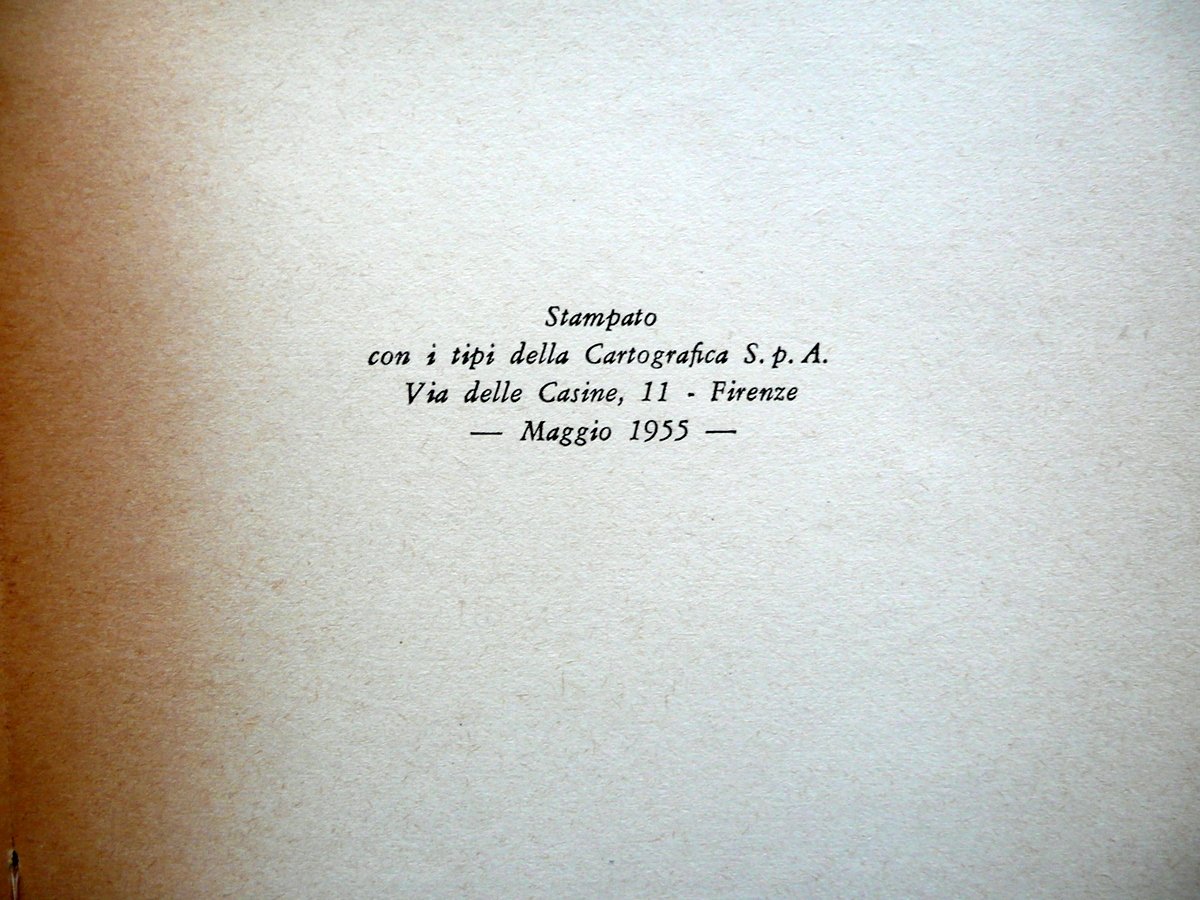 Stampato
con i tipi della Cartografica S. p. A.
Via delle Casine, 11 - Firenze
— Maggio 1955 —